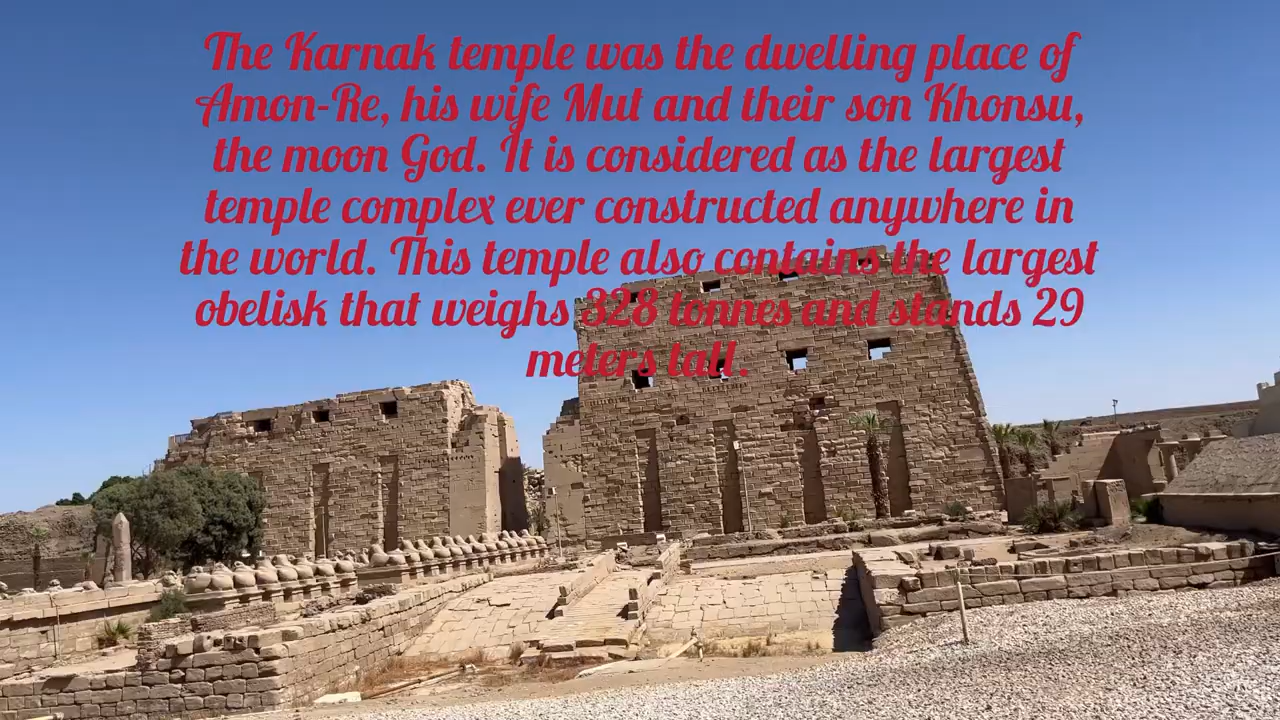 The Karnak temple was the dwelling place of
Amon-Re, his wife Mut and their son Khonsu,
the moon God. It is considered as the largest
temple complex ever constructed anywhere in
the world. This temple also contains the largest
obelisk that weighs 328 tonnes and stands 29
meters tall.